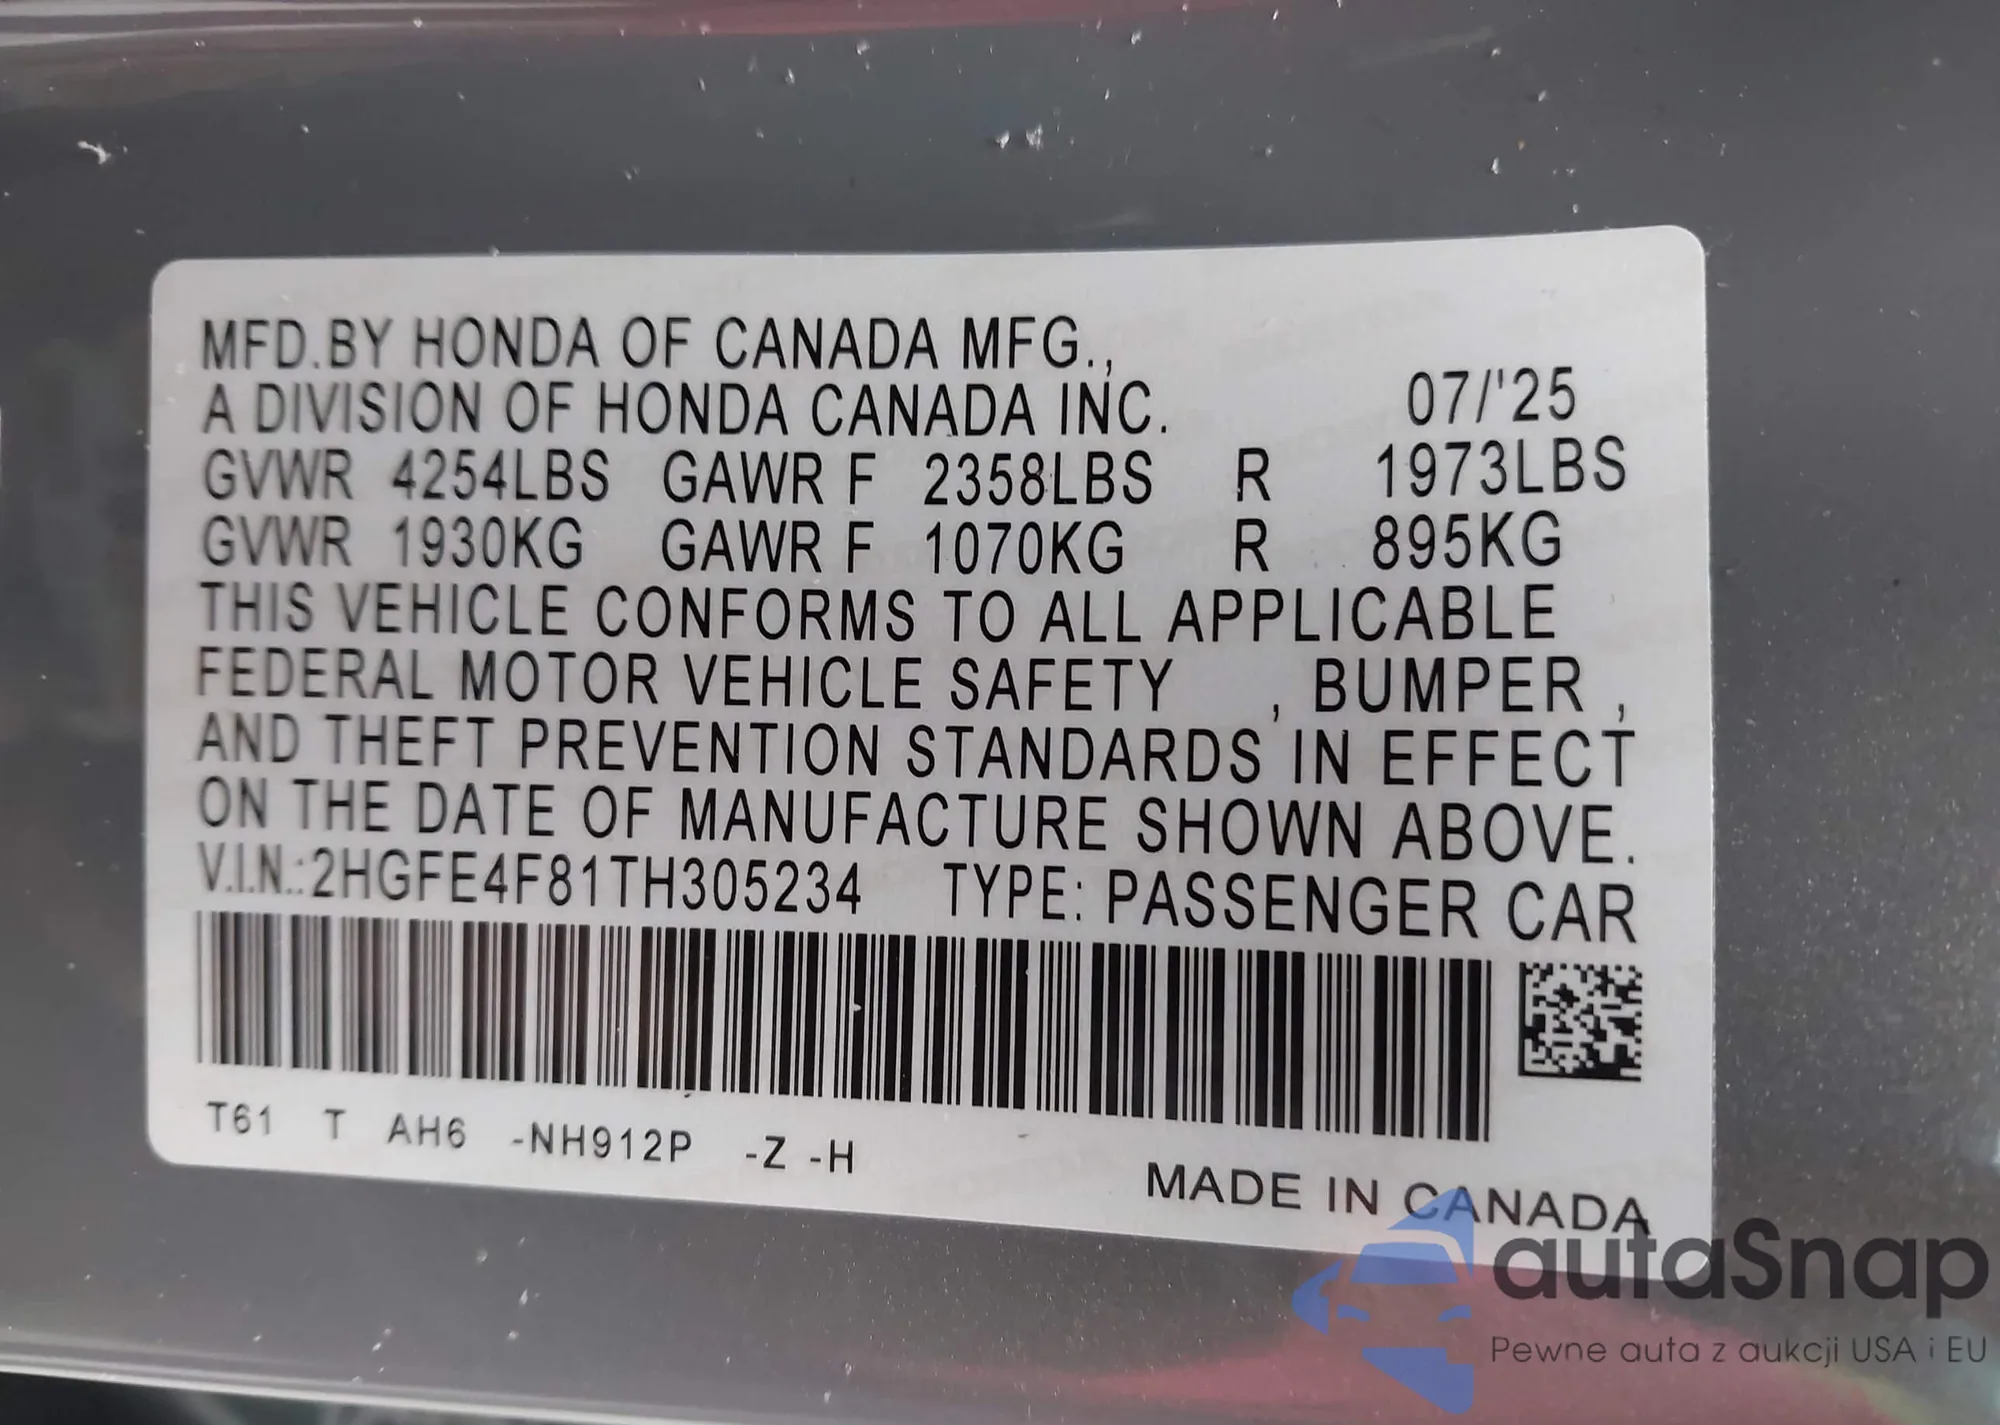 MFD.BY HONDA OF CANADA MFG.,
A DIVISION OF HONDA CANADA INC. 07/'25
GVWR 4254LBS GAWR F 2358LBS R 1973LBS
GVWR 1930KG GAWR F 1070KG R 895KG
THIS VEHICLE CONFORMS TO ALL APPLICABLE
FEDERAL MOTOR VEHICLE SAFETY , BUMPER ,
AND THEFT PREVENTION STANDARDS IN EFFECT
ON THE DATE OF MANUFACTURE SHOWN ABOVE.
V.I.N.:2HGFE4F81TH305234 TYPE: PASSENGER CAR
T61 T AH6 -NH912P -Z -H
MADE IN CANADA
autaSnap
Pewne auta z aukcji USA i EU